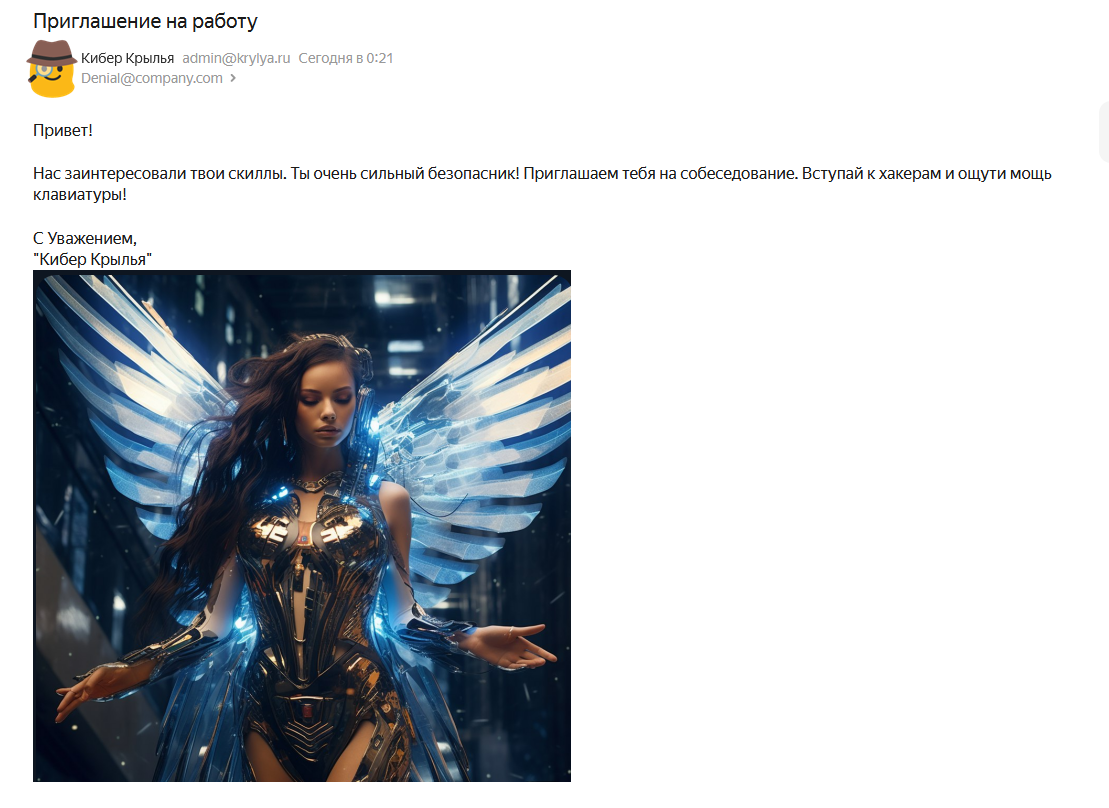 Приглашение на работу
Кибер Крылья admin@krylya.ru Сегодня в 0:21
Denial@company.com >
Привет!
Нас заинтересовали твои скиллы. Ты очень сильный безопасник! Приглашаем тебя на собеседование. Вступай к хакерам и ощути мощь
клавиатуры!
С Уважением,
"Кибер Крылья"